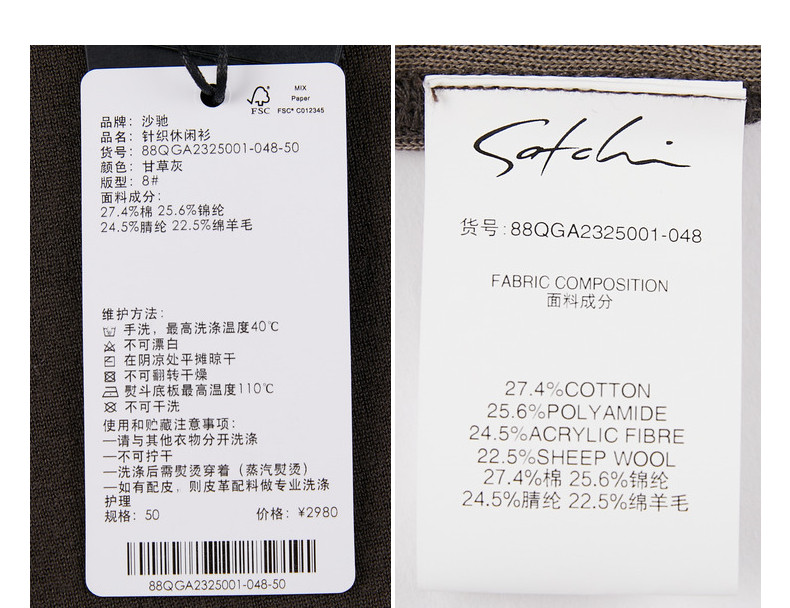 FSC
MIX
Paper
FSC® C012345
品牌: 沙驰
品名: 针织休闲衫
货号: 88QGA2325001-048-50
颜色: 甘草灰
版型: 8#
面料成分:
27.4%棉 25.6%锦纶
24.5%腈纶 22.5%绵羊毛
维护方法:
手洗，最高洗涤温度40℃
不可漂白
在阴凉处平摊晾干
不可翻转干燥
熨斗底板最高温度110℃
不可干洗
使用和贮藏注意事项:
—请与其他衣物分开洗涤
—不可拧干
—洗涤后需熨烫穿着（蒸汽熨烫）
—如有配皮，则皮革配料做专业洗涤
护理
规格: 50 价格: ¥2980
88QGA2325001-048-50
Satchi
货号:88QGA2325001-048
FABRIC COMPOSITION
面料成分
27.4%COTTON
25.6%POLYAMIDE
24.5%ACRYLIC FIBRE
22.5%SHEEP WOOL
27.4%棉 25.6%锦纶
24.5%腈纶 22.5%绵羊毛